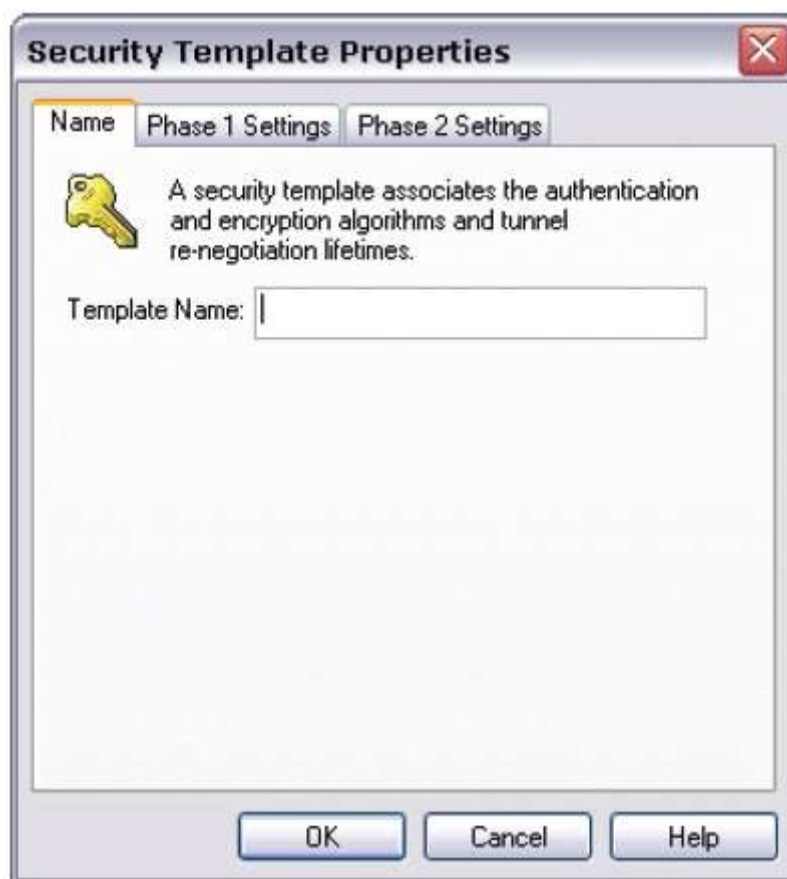 Security Template Properties
Name Phase 1 Settings Phase 2 Settings
A security template associates the authentication
and encryption algorithms and tunnel
re-negotiation lifetimes.
Template Name:
OK Cancel Help